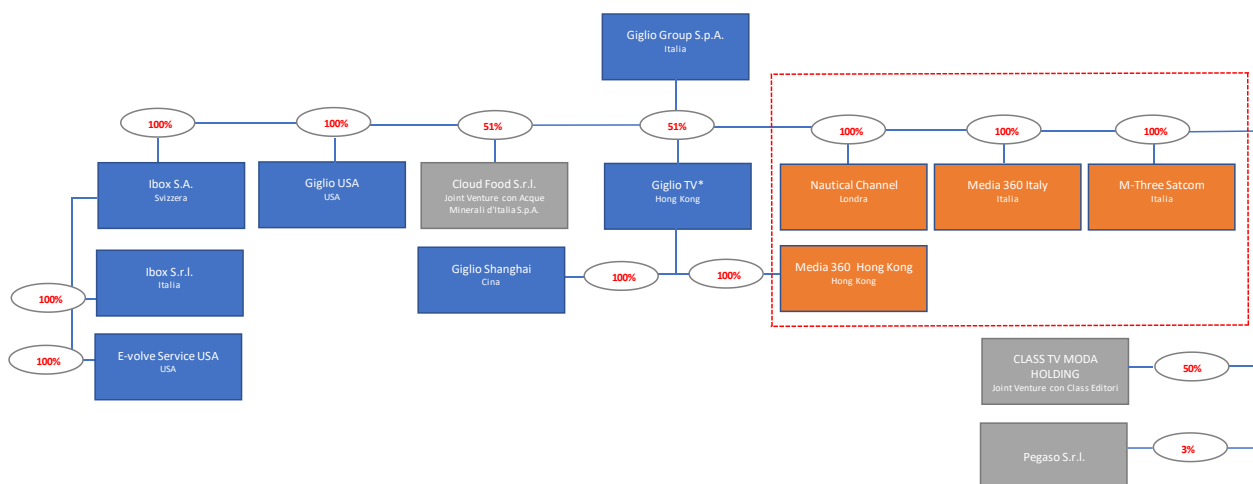 Giglio Group S.p.A.
Italia
100%
100%
51%
51%
100%
100%
100%
Ibox S.A.
Svizzera
Giglio USA
USA
Cloud Food S.r.l.
Joint Venture con Acque
Minerali d'Italia S.p.A.
Giglio TV*
Hong Kong
Nautical Channel
Londra
Media 360 Italy
Italia
M-Three Satcom
Italia
Ibox S.r.l.
Italia
100%
Giglio Shanghai
Cina
100%
100%
Media 360 Hong Kong
Hong Kong
E-volve Service USA
USA
100%
CLASS TV MODA
HOLDING
Joint Venture con Class Editori
50%
Pegaso S.r.l.
3%